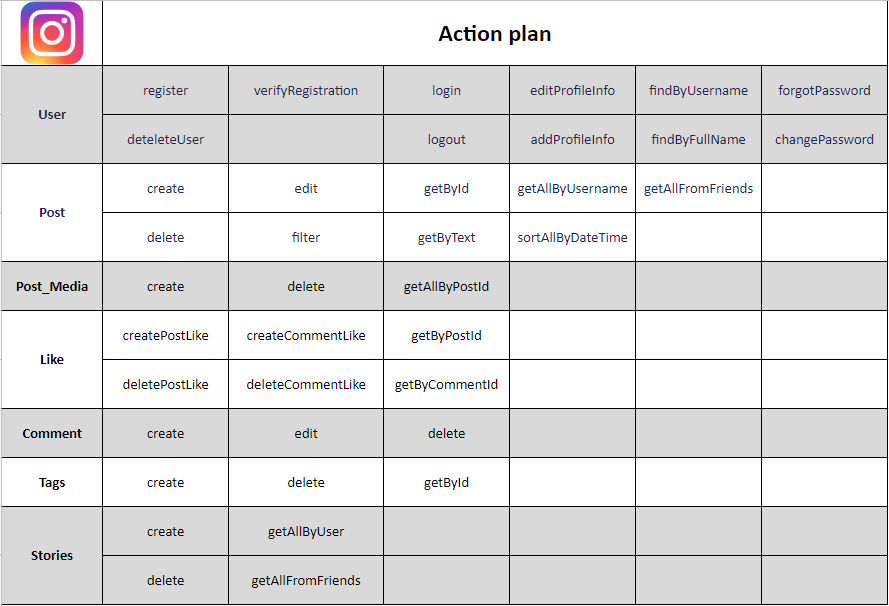 Action plan
User
register verifyRegistration login editProfileInfo findByUsername forgotPassword
deteleteUser logout addProfileInfo findByFullName changePassword
Post
create edit getById getAllByUsername getAllFromFriends
delete filter getByText sortAllByDateTime
Post_Media create delete getAllByPostId
Like
createPostLike createCommentLike getByPostId
deletePostLike deleteCommentLike getByCommentId
Comment create edit delete
Tags create delete getById
Stories
create getAllByUser
delete getAllFromFriends